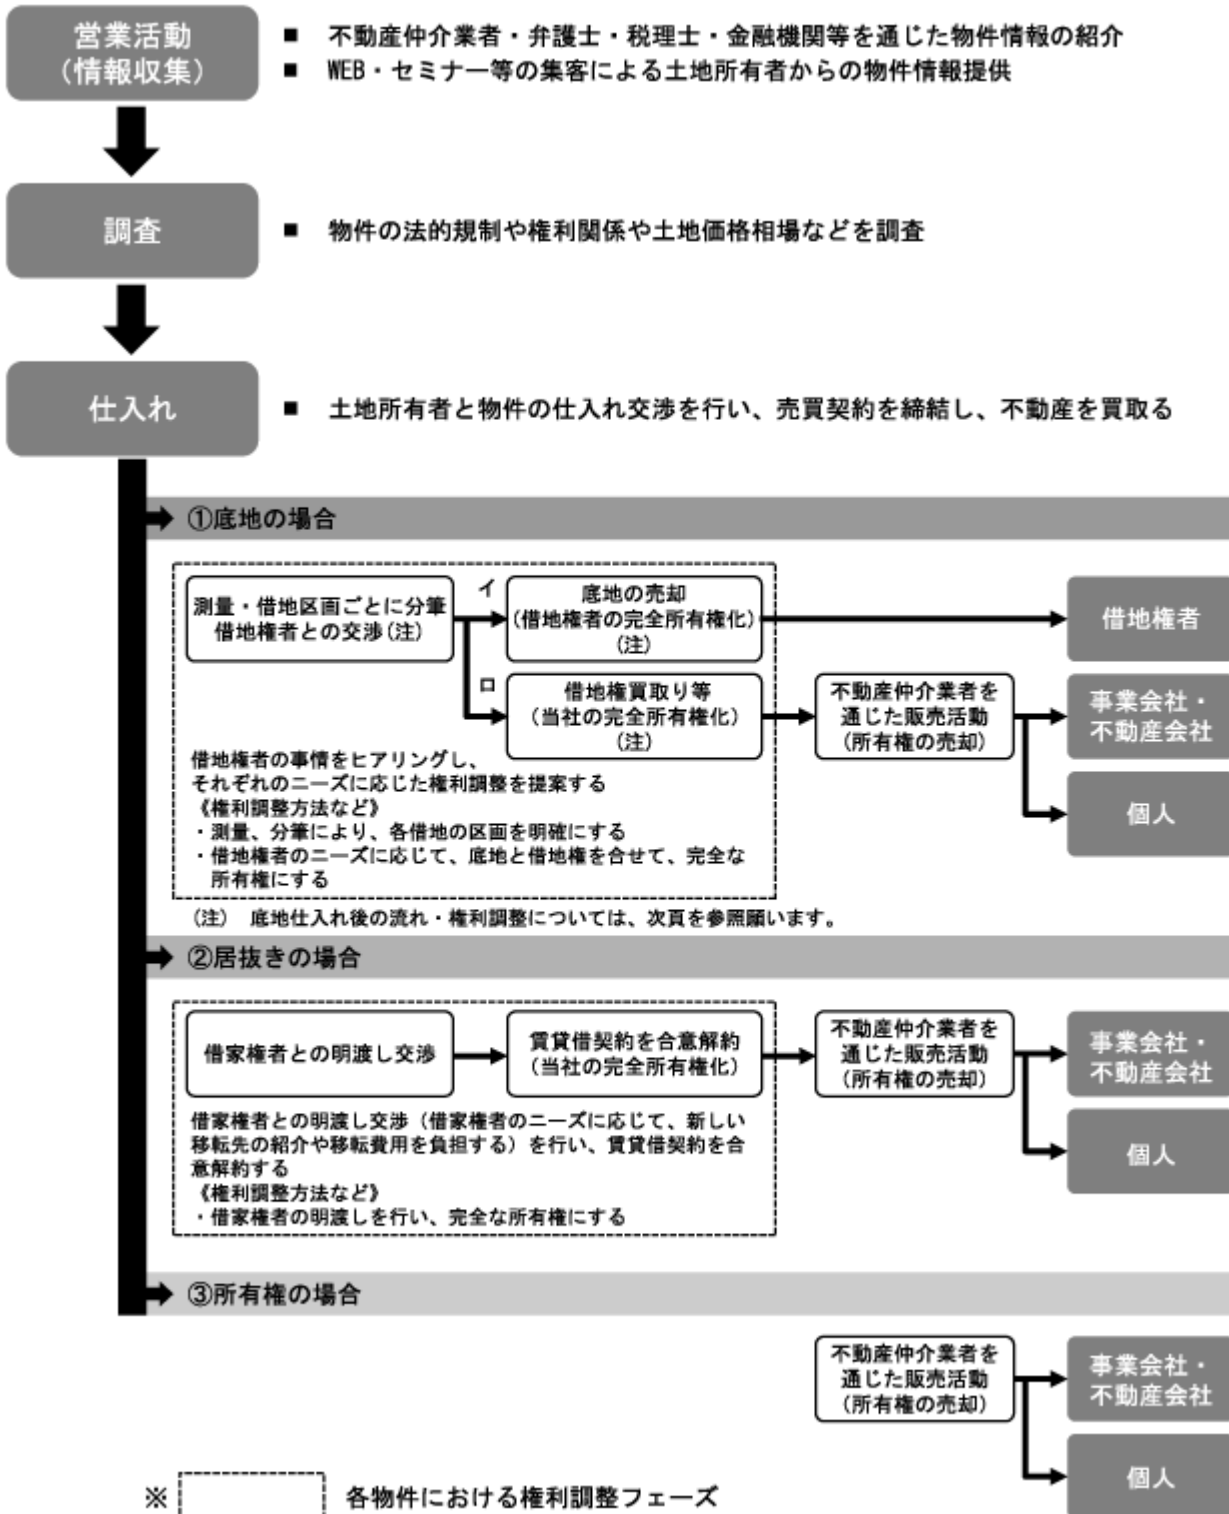 営業活動
(情報収集)
■ 不動産仲介業者・弁護士・税理士・金融機関等を通じた物件情報の紹介
■ WEB・セミナー等の集客による土地所有者からの物件情報提供
調査
■ 物件の法的規制や権利関係や土地価格相場などを調査
仕入れ
■ 土地所有者と物件の仕入れ交渉を行い、売買契約を締結し、不動産を買取る
①底地の場合
測量・借地区画ごとに分筆
借地権者との交渉(注)
イ
底地の売却
(借地権者の完全所有権化)
(注)
借地権者
ロ
借地権買取り等
(当社の完全所有権化)
(注)
不動産仲介業者を
通じた販売活動
(所有権の売却)
事業会社・
不動産会社
個人
借地権者の事情をヒアリングし、
それぞれのニーズに応じた権利調整を提案する
《権利調整方法など》
・測量、分筆により、各借地の区画を明確にする
・借地権者のニーズに応じて、底地と借地権を合せて、完全な
所有権にする
(注) 底地仕入れ後の流れ・権利調整については、次頁を参照願います。
②居抜きの場合
借家権者との明渡し交渉
賃貸借契約を合意解約
(当社の完全所有権化)
不動産仲介業者を
通じた販売活動
(所有権の売却)
事業会社・
不動産会社
個人
借家権者との明渡し交渉(借家権者のニーズに応じて、新しい
移転先の紹介や移転費用を負担する)を行い、賃貸借契約を合
意解約する
《権利調整方法など》
・借家権者の明渡しを行い、完全な所有権にする
③所有権の場合
不動産仲介業者を
通じた販売活動
(所有権の売却)
事業会社・
不動産会社
個人
※ 各物件における権利調整フェーズ